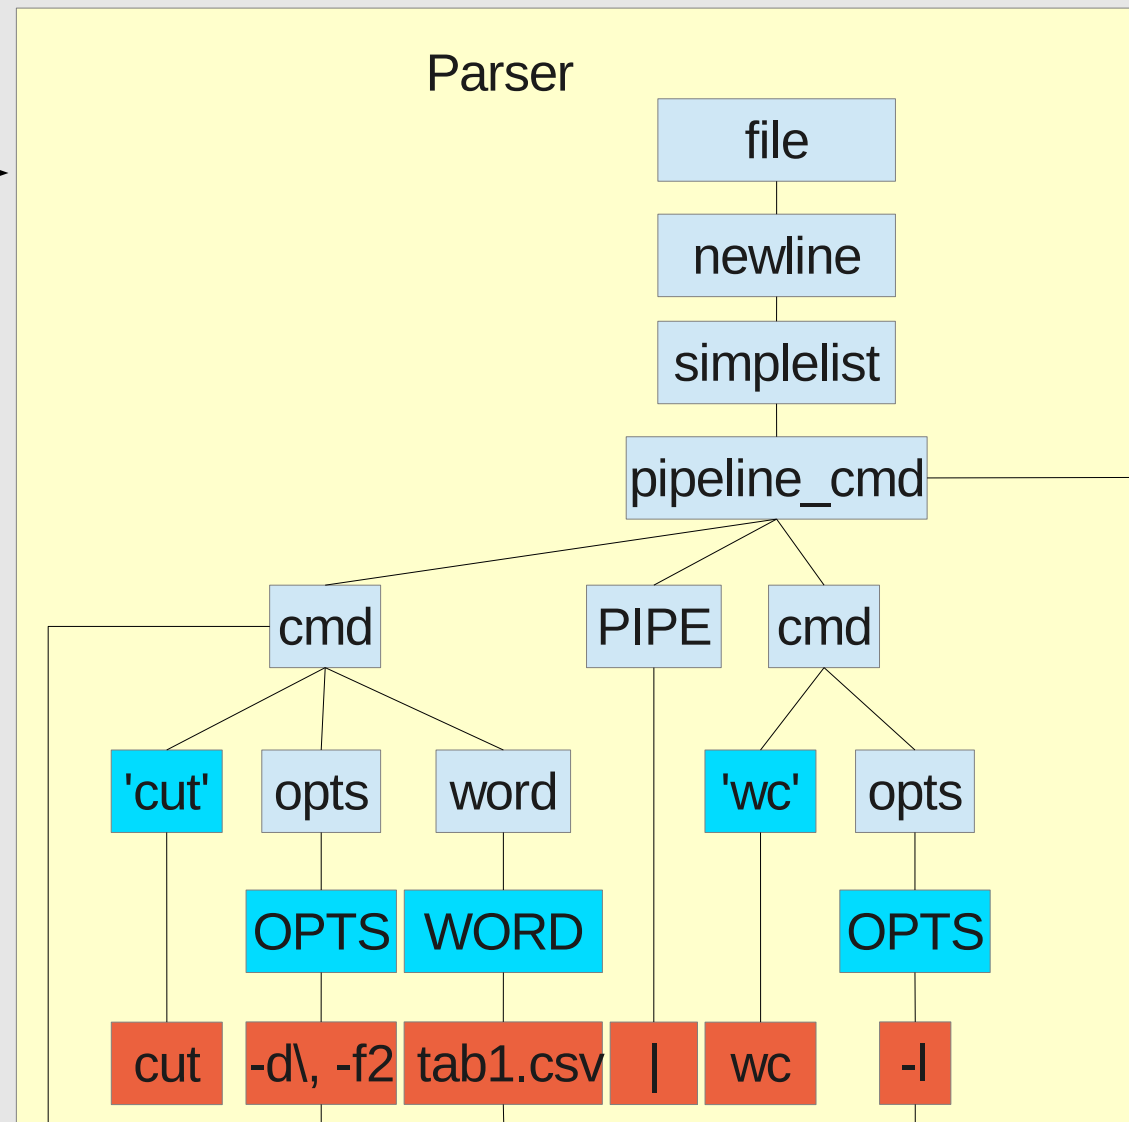 Parser
file
newline
simplelist
pipeline_cmd
cmd PIPE cmd
'cut' opts word 'wc' opts
OPTS WORD OPTS
cut -d\, -f2 tab1.csv | wc -l